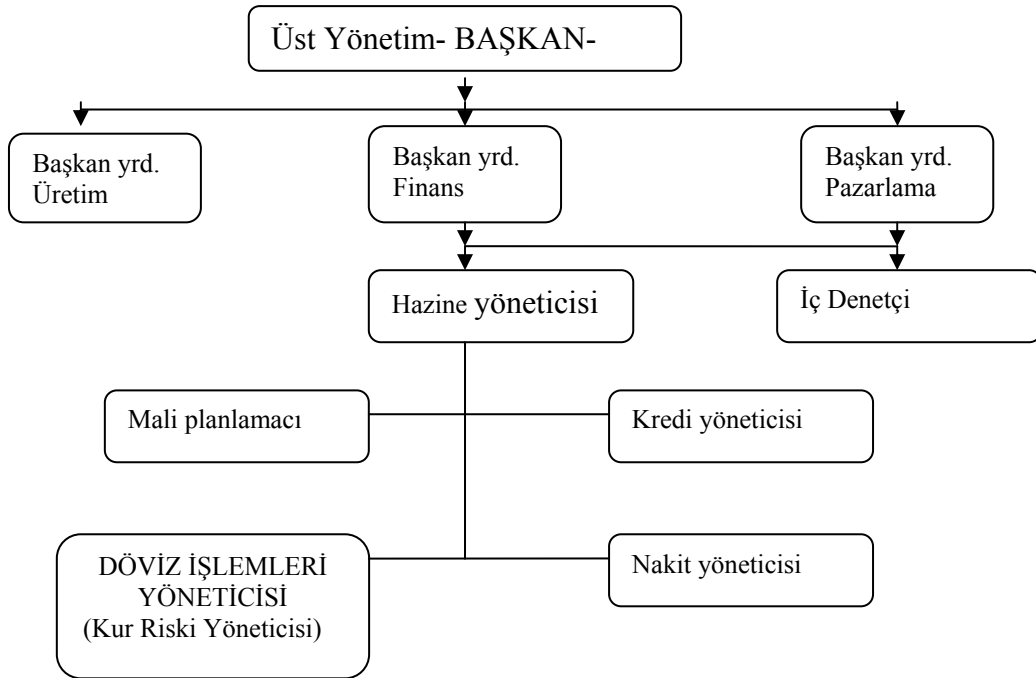 Üst Yönetim- BAŞKAN-
Başkan yrd.
Üretim
Başkan yrd.
Finans
Başkan yrd.
Pazarlama
Hazine yöneticisi
İç Denetçi
Mali planlamacı
Kredi yöneticisi
DÖVİZ İŞLEMLERİ
YÖNETİCİSİ
(Kur Riski Yöneticisi)
Nakit yöneticisi